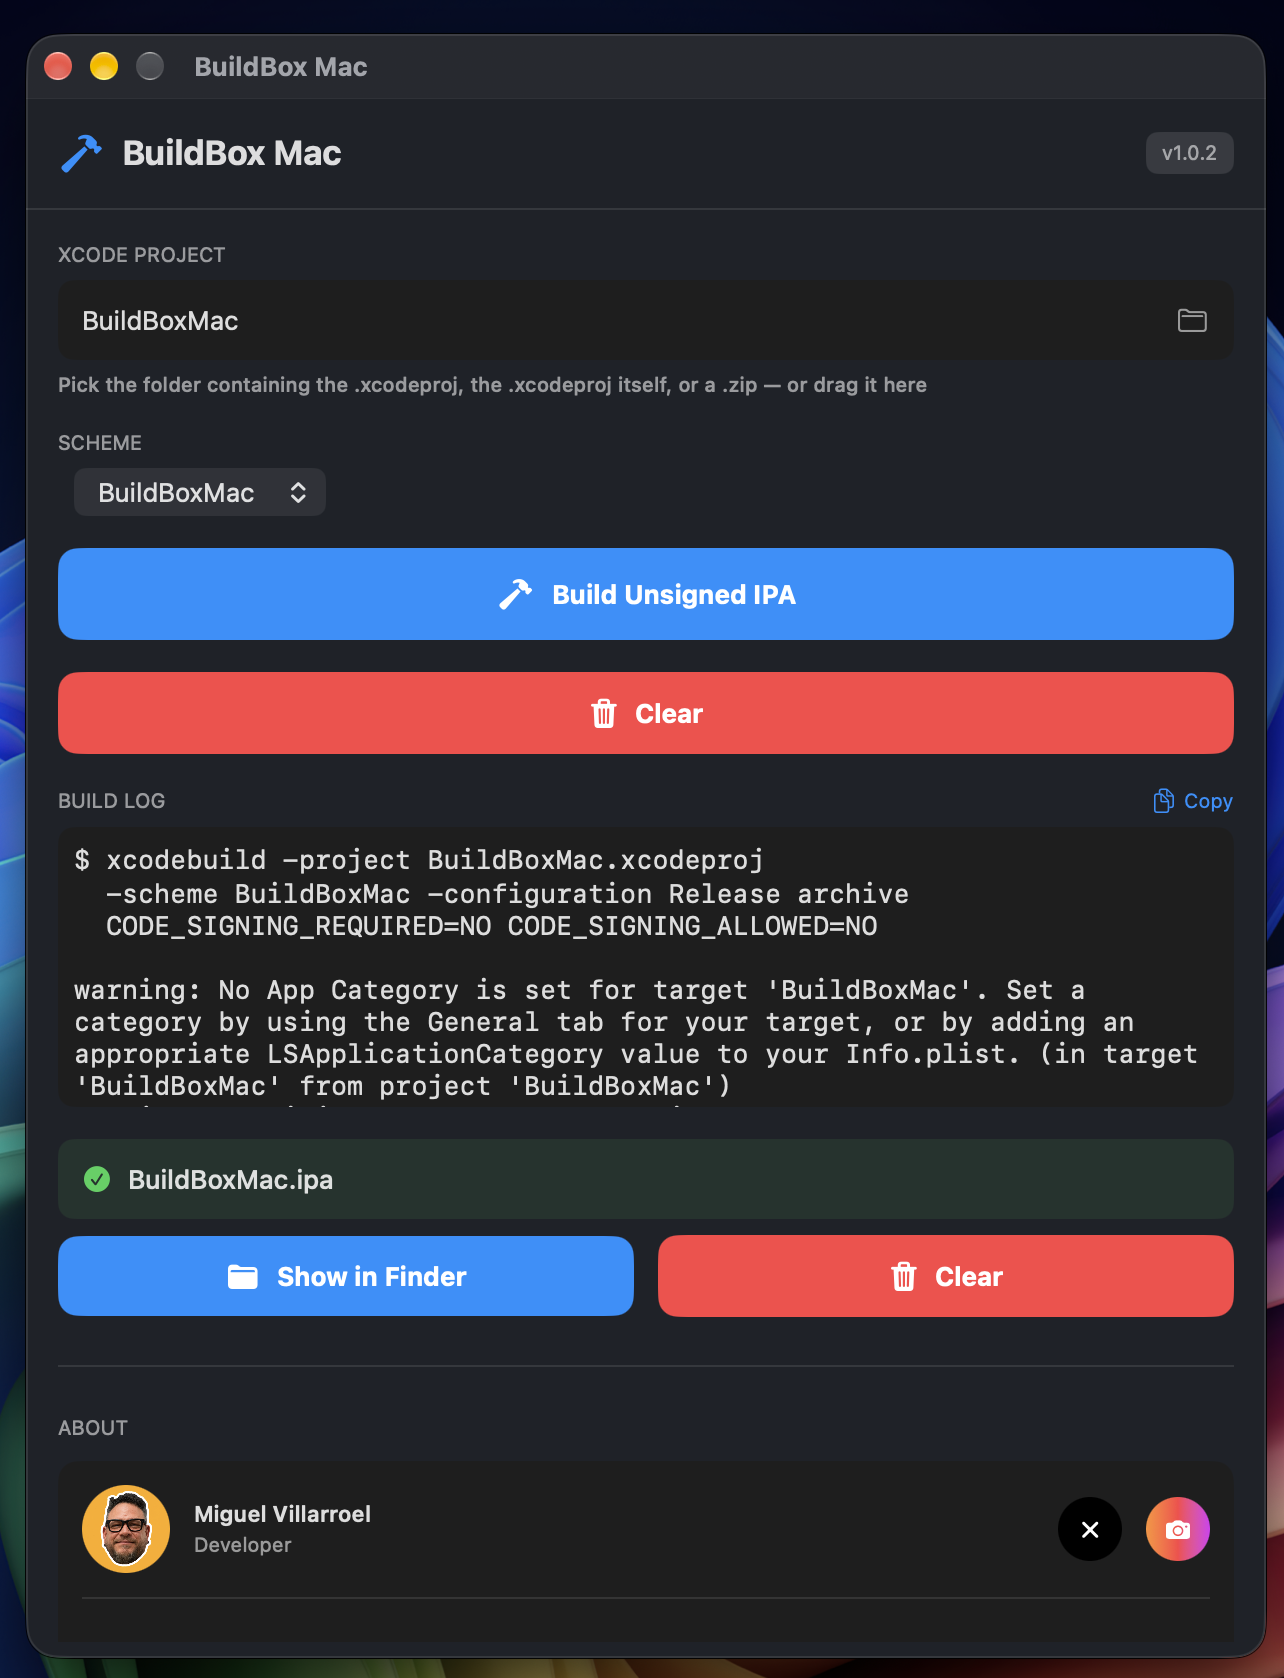 BuildBox Mac
BuildBox Mac
v1.0.2
XCODE PROJECT
BuildBoxMac
Pick the folder containing the .xcodeproj, the .xcodeproj itself, or a .zip — or drag it here
SCHEME
BuildBoxMac
Build Unsigned IPA
Clear
BUILD LOG
Copy
$ xcodebuild –project BuildBoxMac.xcodeproj
–scheme BuildBoxMac –configuration Release archive
CODE_SIGNING_REQUIRED=NO CODE_SIGNING_ALLOWED=NO
warning: No App Category is set for target 'BuildBoxMac'. Set a
category by using the General tab for your target, or by adding an
appropriate LSApplicationCategory value to your Info.plist. (in target
'BuildBoxMac' from project 'BuildBoxMac')
BuildBoxMac.ipa
Show in Finder
Clear
ABOUT
Miguel Villarroel
Developer